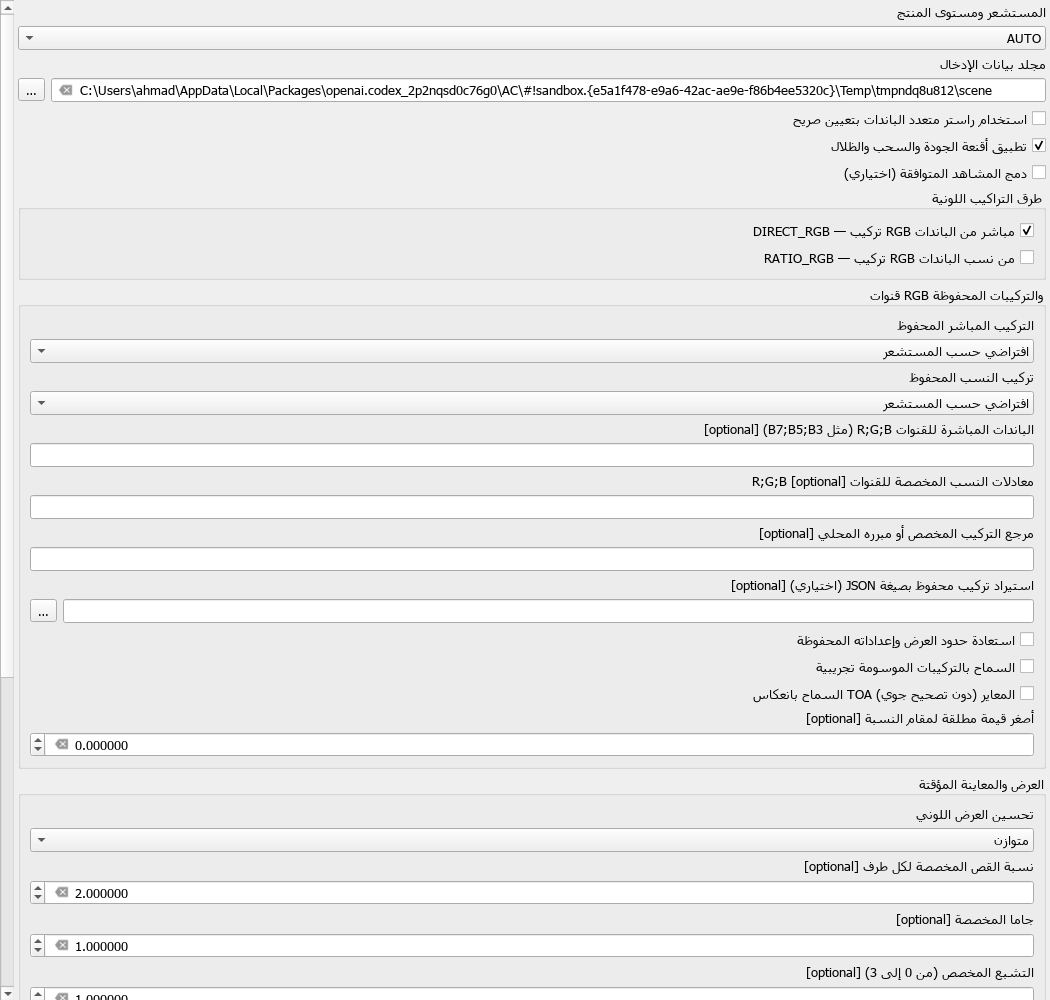 المستشعر ومستوى المنتج
AUTO
مجلد بيانات الإدخال
... C:\Users\ahmad\AppData\Local\Packages\openai.codex_2p2nqsd0c76g0\AC\#!sandbox.{e5a1f478-e9a6-42ac-ae9e-f86b4ee5320c}\Temp\tmpndq8u812\scene
استخدام راستر متعدد الباندات بتعيين صريح
تطبيق أقنعة الجودة والسحب والظلال
دمج المشاهد المتوافقة (اختياري)
طرق التراكيب اللونية
مباشر من الباندات RGB تركيب — DIRECT_RGB
من نسب الباندات RGB تركيب — RATIO_RGB
والتركيبات المحفوظة RGB قنوات
التركيب المباشر المحفوظ
افتراضي حسب المستشعر
تركيب النسب المحفوظ
افتراضي حسب المستشعر
الباندات المباشرة للقنوات R;G;B (مثل B7;B5;B3) [optional]
معادلات النسب المخصصة للقنوات R;G;B [optional]
مرجع التركيب المخصص أو مبرره المحلي [optional]
استيراد تركيب محفوظ بصيغة JSON (اختياري) [optional]
...
استعادة حدود العرض وإعداداته المحفوظة
السماح بالتركيبات الموسومة تجريبية
المعاير (دون تصحيح جوي) TOA السماح بانعكاس
أصغر قيمة مطلقة لمقام النسبة [optional]
0.000000
العرض والمعاينة المؤقتة
تحسين العرض اللوني
متوازن
نسبة القص المخصصة لكل طرف [optional]
2.000000
جاما المخصصة [optional]
1.000000
التشبع المخصص (من 0 إلى 3) [optional]
1.000000